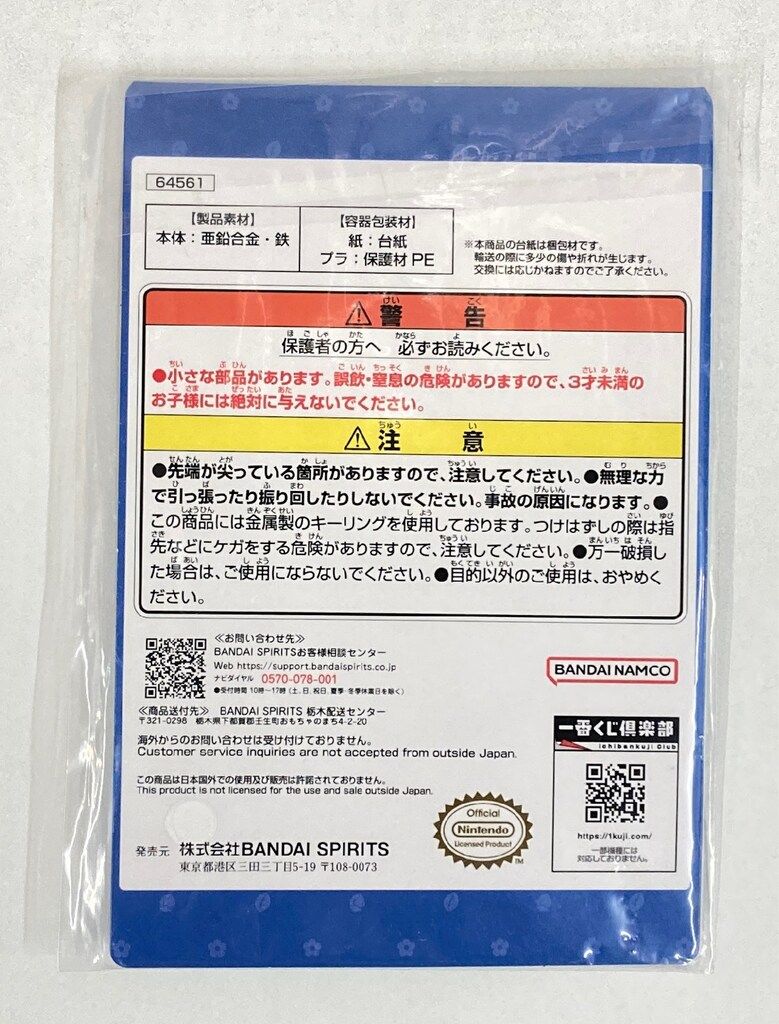 64561
【製品素材】
本体：亜鉛合金・鉄
【容器包装材】
紙：台紙
プラ：保護材 PE
※本商品の台紙は梱包材です。
輸送の際に多少の傷や折れが生じます。
交換には応じかねますのでご了承ください。
⚠警告
保護者の方へ 必ずお読みください。
●小さな部品があります。誤飲・窒息の危険がありますので、3才未満の
お子様には絶対に与えないでください。
⚠注意
●先端が尖っている箇所がありますので、注意してください。●無理な力
で引っ張ったり振り回したりしないでください。事故の原因になります。●
この商品には金属製のキーリングを使用しております。つけはずしの際は指
先などにケガをする危険がありますので、注意してください。●万一破損し
た場合は、ご使用にならないでください。●目的以外のご使用は、おやめく
ださい。
≪お問い合わせ先≫
BANDAI SPIRITSお客様相談センター
Web https://support.bandaispirits.co.jp
ナビダイヤル 0570-078-001
●受付時間 10時〜17時(土、日、祝日、夏季・冬季休業日を除く)
≪商品送付先≫ BANDAI SPIRITS 栃木配送センター
〒321-0298 栃木県下都賀郡壬生町おもちゃのまち4-2-20
海外からのお問い合わせは受け付けておりません。
Customer service inquiries are not accepted from outside Japan.
この商品は日本国外での使用及び販売は許諾されておりません。
This product is not licensed for the use and sale outside Japan.
発売元 株式会社BANDAI SPIRITS
東京都港区三田三丁目5-19 〒108-0073
Official
Nintendo
Licensed Product
TM
BANDAI NAMCO
一番くじ倶楽部
ichibankuji Club
https://1kuji.com/
一部機種には
対応しておりません。